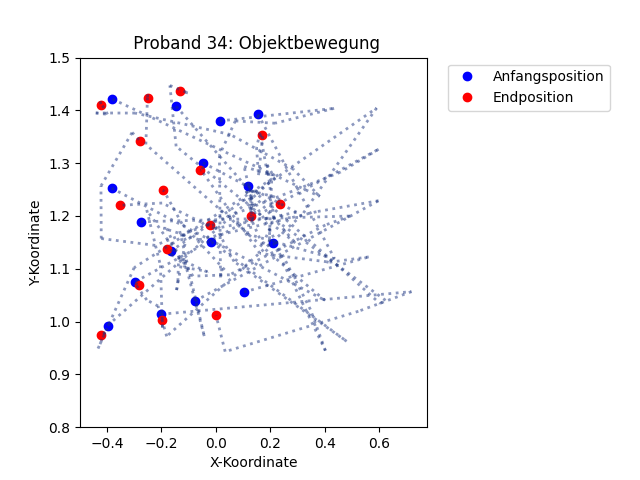 Proband 34: Objektbewegung
Anfangsposition
Endposition
1.5
1.4
1.3
1.2
1.1
1.0
0.9
0.8
Y-Koordinate
−0.4
−0.2
0.0
0.2
0.4
0.6
X-Koordinate